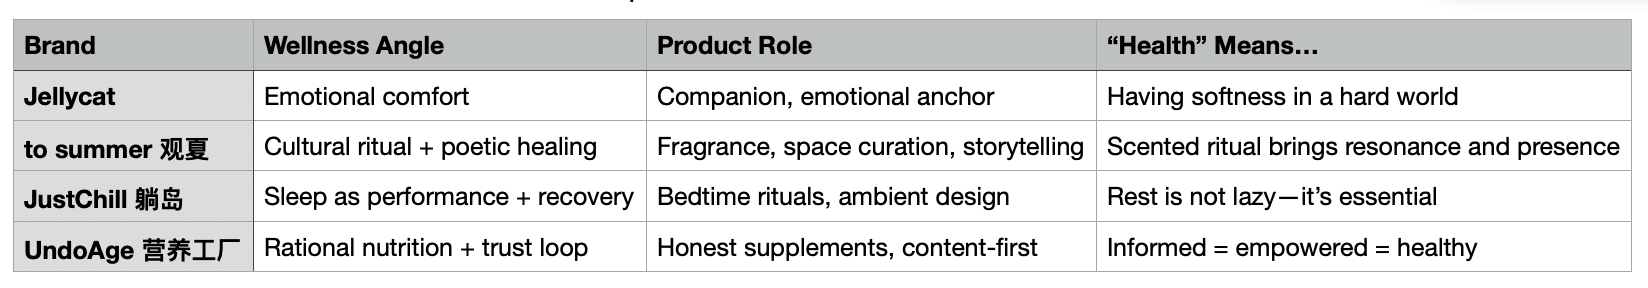 Brand Wellness Angle Product Role “Health” Means…
Jellycat Emotional comfort Companion, emotional anchor Having softness in a hard world
to summer 观夏 Cultural ritual + poetic healing Fragrance, space curation, storytelling Scented ritual brings resonance and presence
JustChill 躺岛 Sleep as performance + recovery Bedtime rituals, ambient design Rest is not lazy—it’s essential
UndoAge 营养工厂 Rational nutrition + trust loop Honest supplements, content-first Informed = empowered = healthy